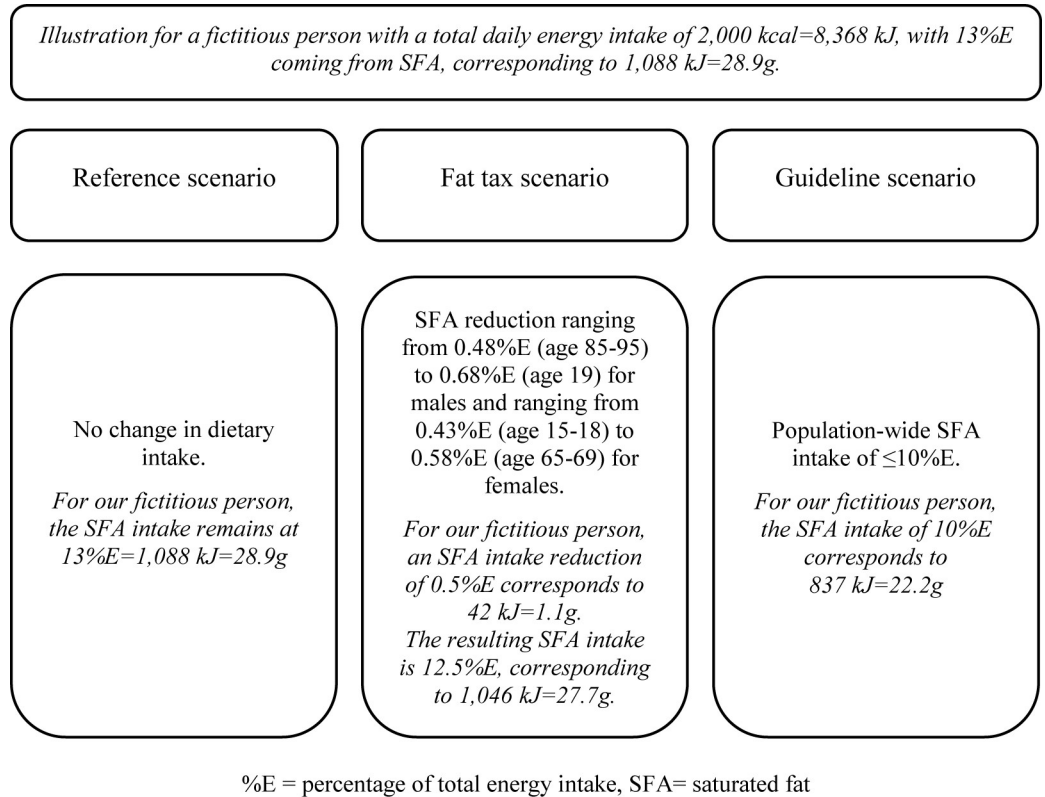 Illustration for a fictitious person with a total daily energy intake of 2,000 kcal=8,368 kJ, with 13%E
coming from SFA, corresponding to 1,088 kJ=28.9g.
Reference scenario
Fat tax scenario
Guideline scenario
No change in dietary
intake.
For our fictitious person,
the SFA intake remains at
13%E=1,088 kJ=28.9g
SFA reduction ranging
from 0.48%E (age 85-95)
to 0.68%E (age 19) for
males and ranging from
0.43%E (age 15-18) to
0.58%E (age 65-69) for
females.
For our fictitious person,
an SFA intake reduction
of 0.5%E corresponds to
42 kJ=1.1g.
The resulting SFA intake
is 12.5%E, corresponding
to 1,046 kJ=27.7g.
Population-wide SFA
intake of ≤10%E.
For our fictitious person,
the SFA intake of 10%E
corresponds to
837 kJ=22.2g
%E = percentage of total energy intake, SFA= saturated fat